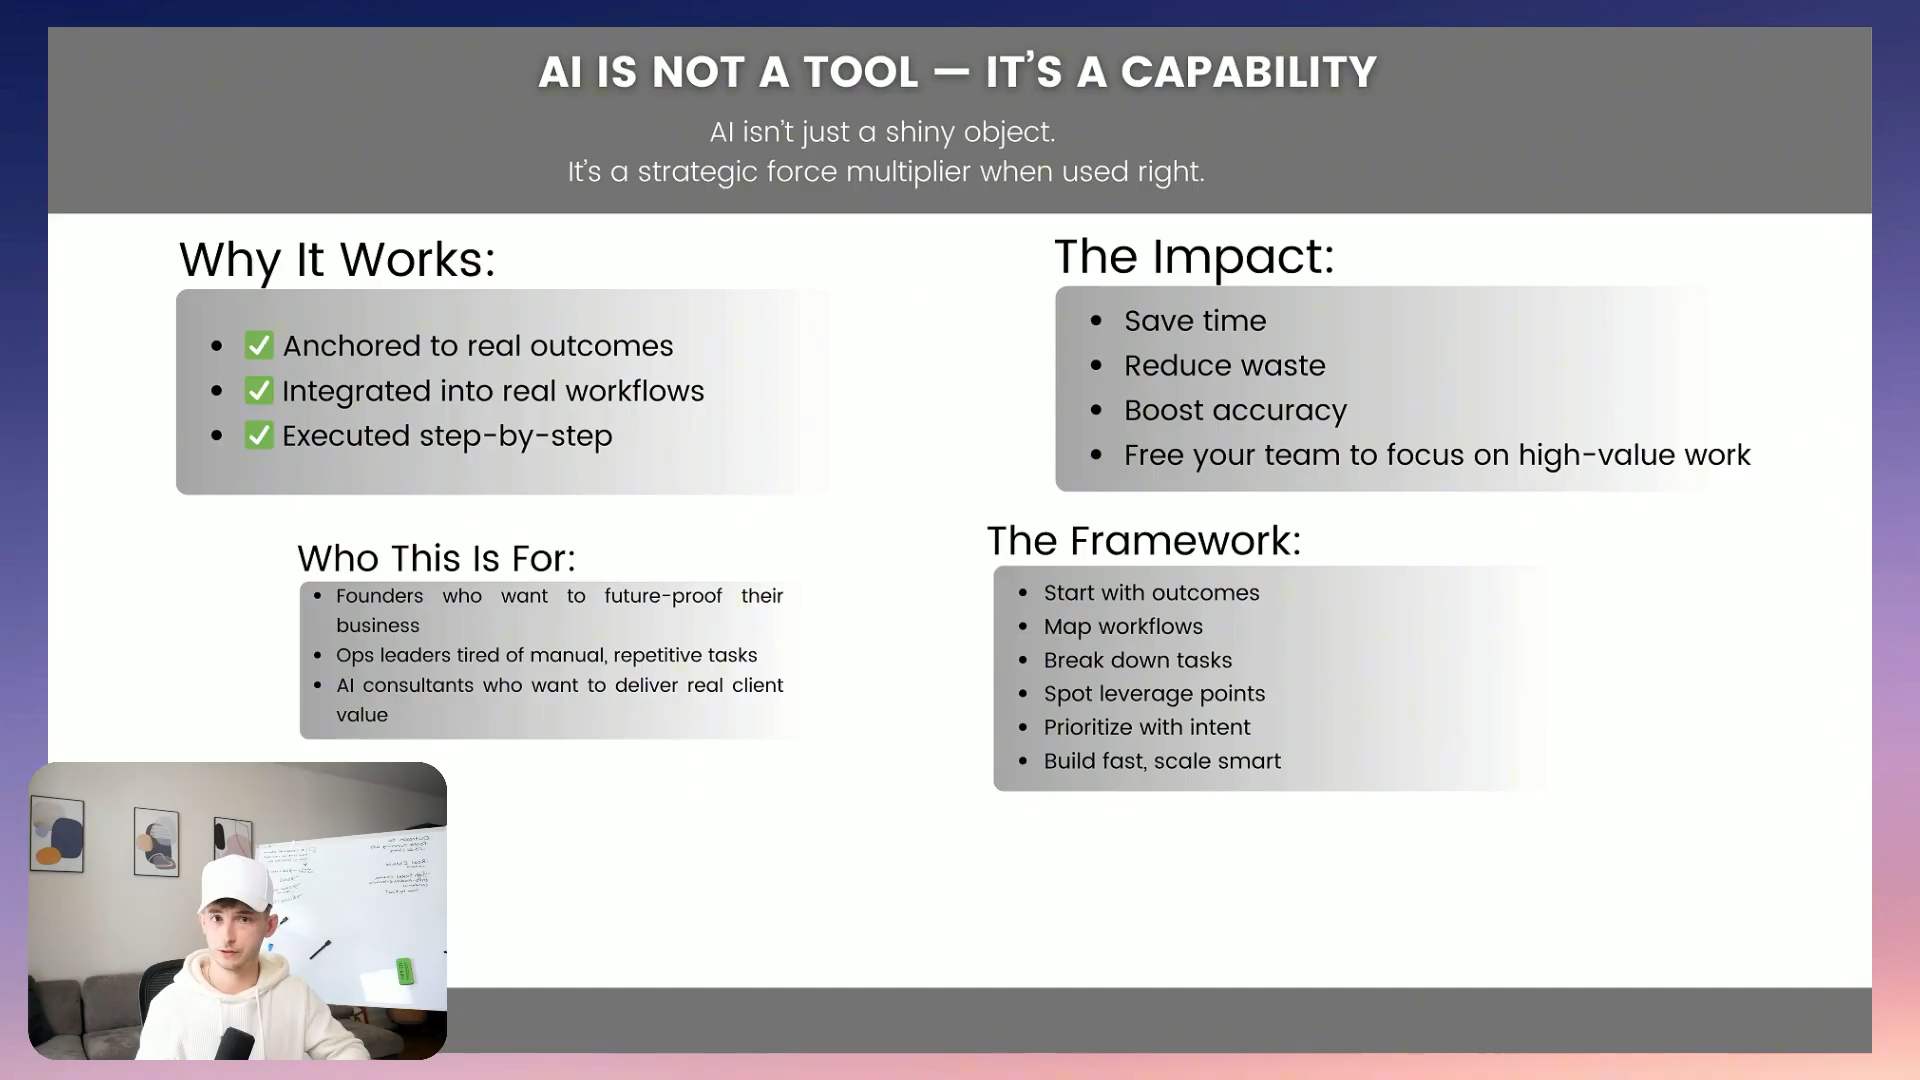 AI IS NOT A TOOL — IT’S A CAPABILITY
AI isn’t just a shiny object.
It’s a strategic force multiplier when used right.
Why It Works:
• ✅ Anchored to real outcomes
• ✅ Integrated into real workflows
• ✅ Executed step-by-step
The Impact:
• Save time
• Reduce waste
• Boost accuracy
• Free your team to focus on high-value work
Who This Is For:
• Founders who want to future-proof their
business
• Ops leaders tired of manual, repetitive tasks
• AI consultants who want to deliver real client
value
The Framework:
• Start with outcomes
• Map workflows
• Break down tasks
• Spot leverage points
• Prioritize with intent
• Build fast, scale smart